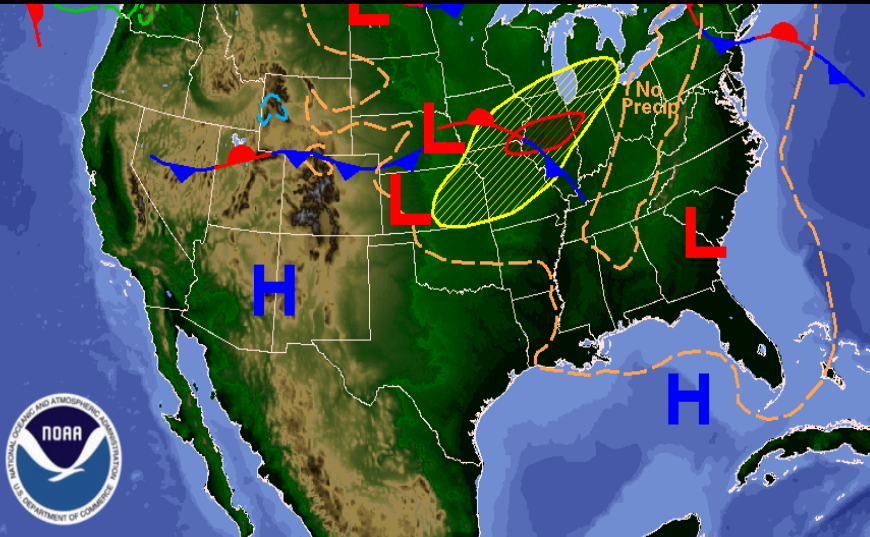 L
No
Precip
L
L
L
H
H
NATIONAL OCEANIC AND ATMOSPHERIC ADMINISTRATION
NOAA
U.S. DEPARTMENT OF COMMERCE